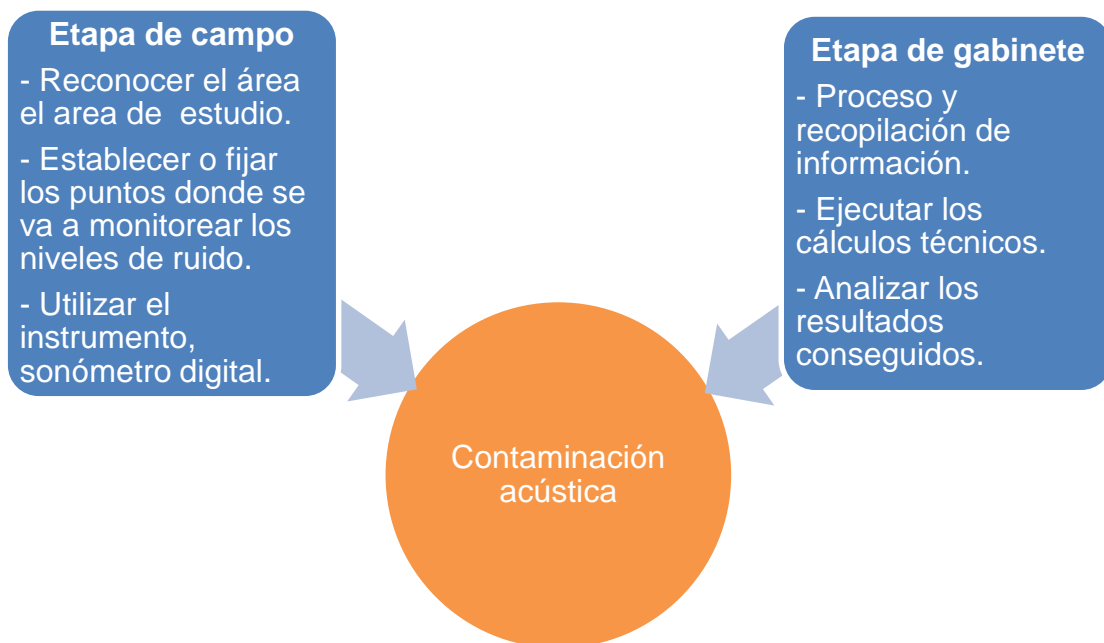 Etapa de campo
- Reconocer el área
el area de estudio.
- Establecer o fijar
los puntos donde se
va a monitorear los
niveles de ruido.
- Utilizar el
instrumento,
sonómetro digital.
Etapa de gabinete
- Proceso y
recopilación de
información.
- Ejecutar los
cálculos técnicos.
- Analizar los
resultados
conseguidos.
Contaminación
acústica